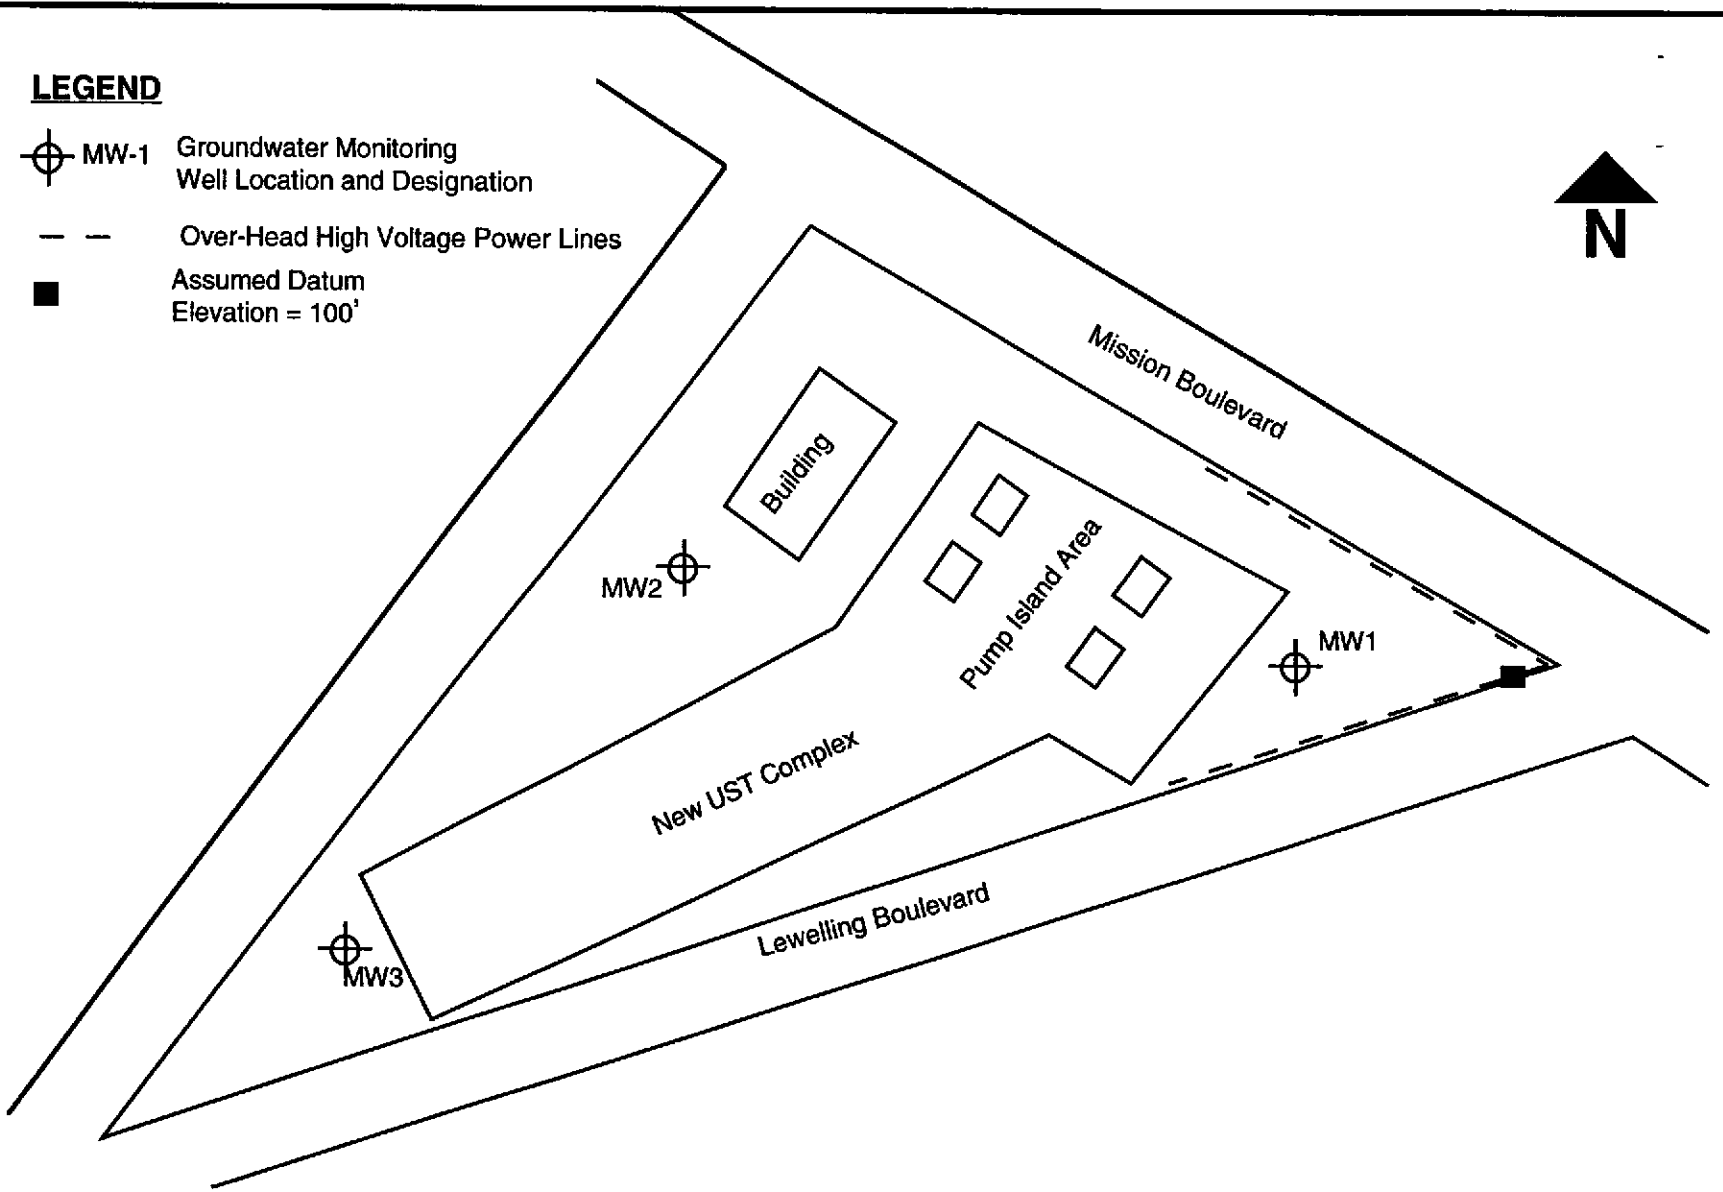 LEGEND
MW-1
Groundwater Monitoring
Well Location and Designation
Over-Head High Voltage Power Lines
Assumed Datum
Elevation = 100'
N
Mission Boulevard
Building
MW2
Pump Island Area
MW1
New UST Complex
Lewelling Boulevard
MW3